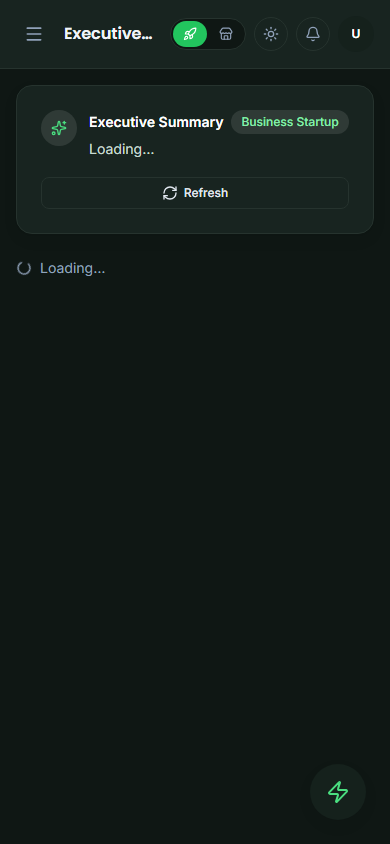 Executive...
U
Executive Summary
Business Startup
Loading...
Refresh
Loading...